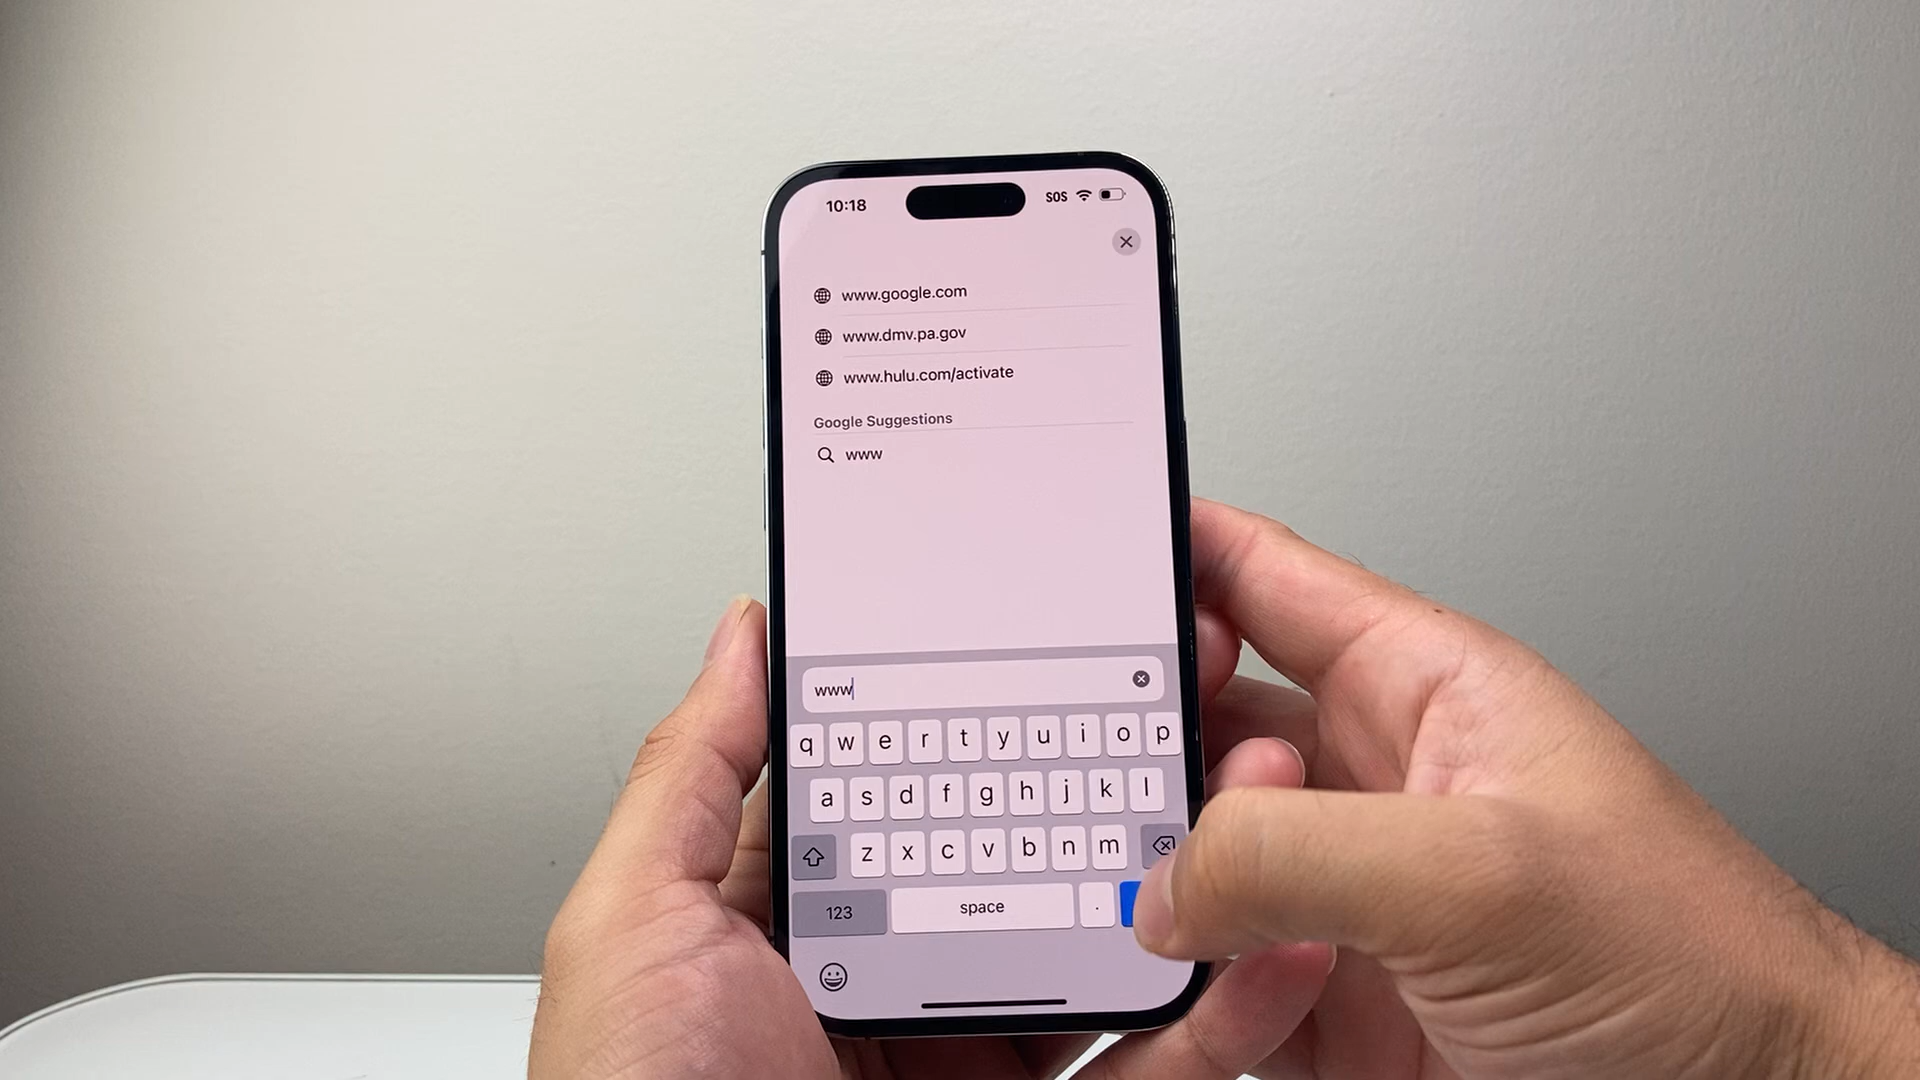 10:18 SOS
www.google.com
www.dmv.pa.gov
www.hulu.com/activate
Google Suggestions
www
www
q w e r t y u i o p
a s d f g h j k l
z x c v b n m
123 space .